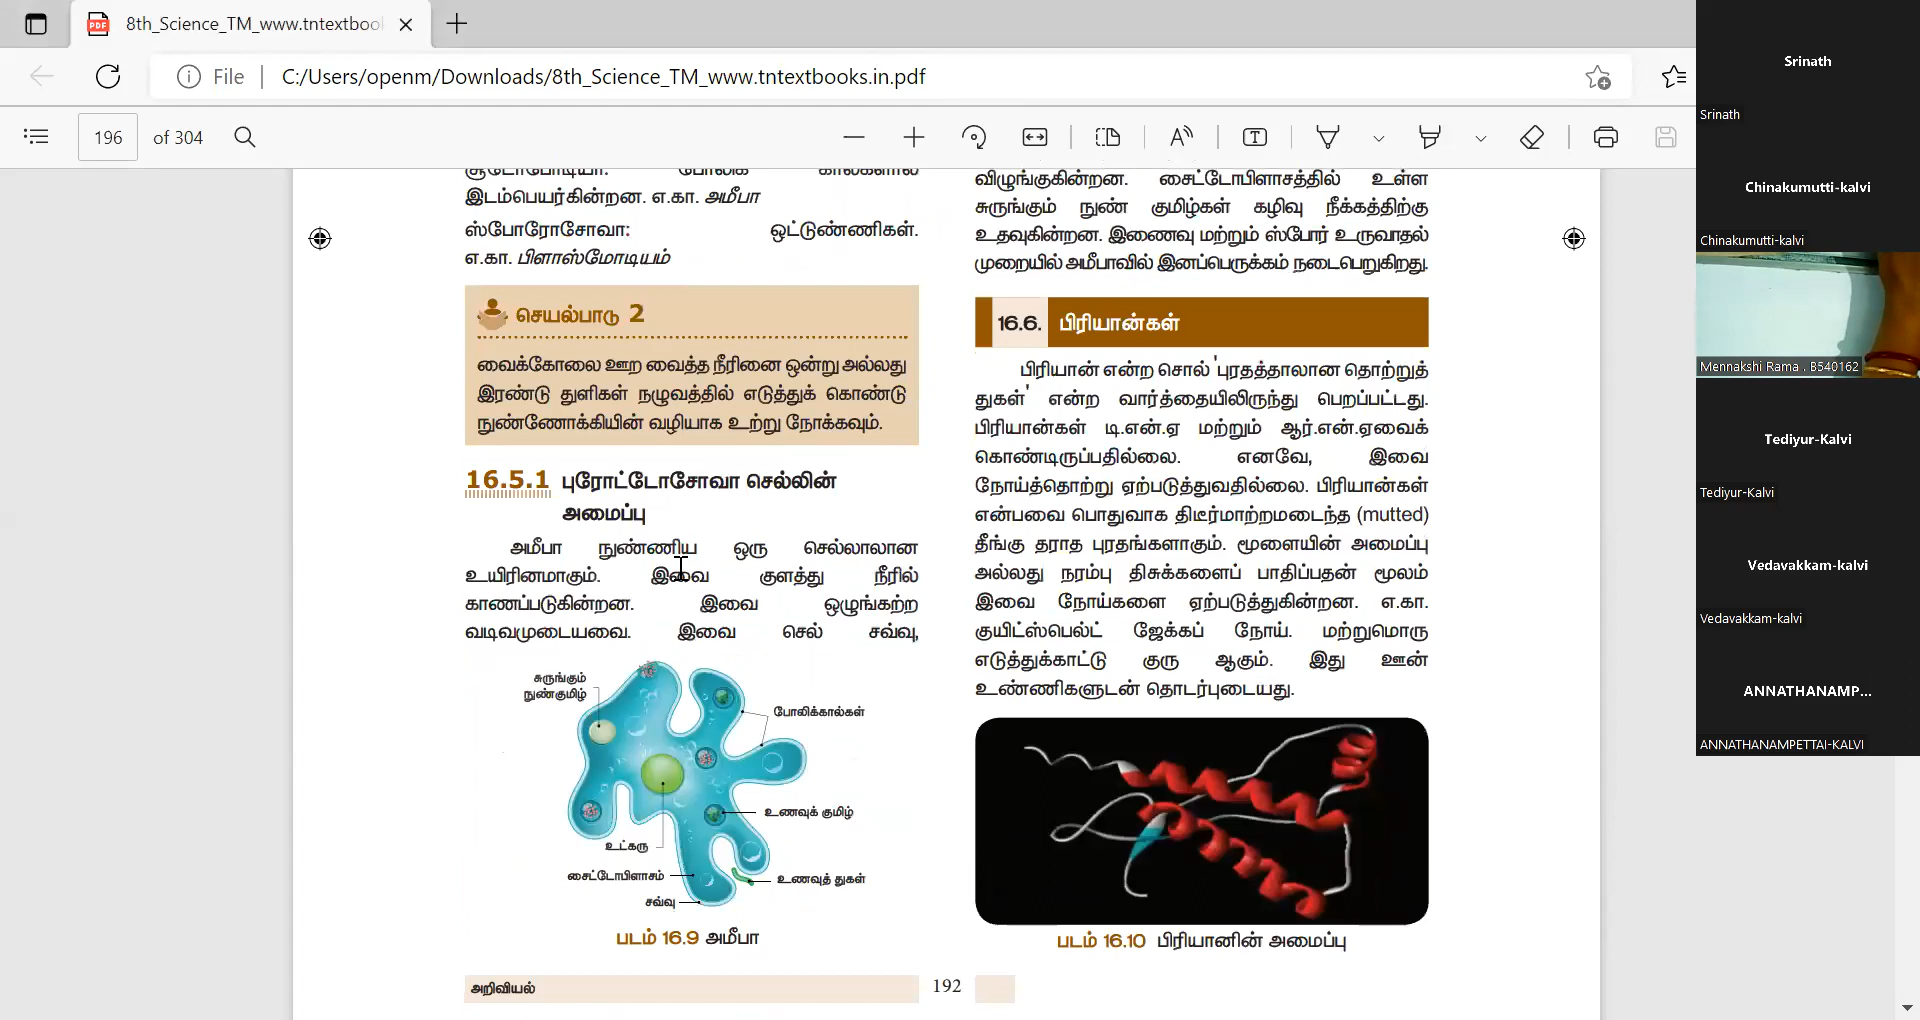 8th_Science_TM_www.tntextboo
File
C:/Users/openm/Downloads/8th_Science_TM_www.tntextbooks.in.pdf
196 of 304
இடம்பெயர்கின்றன. எ.கா. அமீபா
ஸ்போரோசோவா: ஒட்டுண்ணிகள்.
எ.கா. பிளாஸ்மோடியம்
செயல்பாடு 2
வைக்கோலை ஊற வைத்த நீரினை ஒன்று அல்லது
இரண்டு துளிகள் நழுவத்தில் எடுத்துக் கொண்டு
நுண்ணோக்கியின் வழியாக உற்று நோக்கவும்.
16.5.1 புரோட்டோசோவா செல்லின்
அமைப்பு
அமீபா நுண்ணிய ஒரு செல்லாலான
உயிரினமாகும். இவை குளத்து நீரில்
காணப்படுகின்றன. இவை ஒழுங்கற்ற
வடிவமுடையவை. இவை செல் சவ்வு,
சுருங்கும்
நுண்குமிழ்
போலிக்கால்கள்
உணவுக் குமிழ்
உட்கரு
சைட்டோபிளாசம்
உணவுத் துகள்
சவ்வு
படம் 16.9 அமீபா
விழுங்குகின்றன. சைட்டோபிளாசத்தில் உள்ள
சுருங்கும் நுண் குமிழ்கள் கழிவு நீக்கத்திற்கு
உதவுகின்றன. இணைவு மற்றும் ஸ்போர் உருவாதல்
முறையில் அமீபாவில் இனப்பெருக்கம் நடைபெறுகிறது.
16.6. பிரியான்கள்
பிரியான் என்ற சொல் 'புரதத்தாலான தொற்றுத்
துகள்' என்ற வார்த்தையிலிருந்து பெறப்பட்டது.
பிரியான்கள் டி.என்.ஏ மற்றும் ஆர்.என்.ஏவைக்
கொண்டிருப்பதில்லை. எனவே, இவை
நோய்த்தொற்று ஏற்படுத்துவதில்லை. பிரியான்கள்
என்பவை பொதுவாக திடீர்மாற்றமடைந்த (mutted)
தீங்கு தராத புரதங்களாகும். மூளையின் அமைப்பு
அல்லது நரம்பு திசுக்களைப் பாதிப்பதன் மூலம்
இவை நோய்களை ஏற்படுத்துகின்றன. எ.கா.
குயிட்ஸ்பெல்ட் ஜேக்கப் நோய். மற்றுமொரு
எடுத்துக்காட்டு குரு ஆகும். இது ஊன்
உண்ணிகளுடன் தொடர்புடையது.
படம் 16.10 பிரியானின் அமைப்பு
அறிவியல்
192
Srinath
Srinath
Chinakumutti-kalvi
Chinakumutti-kalvi
Mennakshi Rama . B540162
Tediyur-Kalvi
Tediyur-Kalvi
Vedavakkam-kalvi
Vedavakkam-kalvi
ANNATHANAMP...
ANNATHANAMPETTAI-KALVI